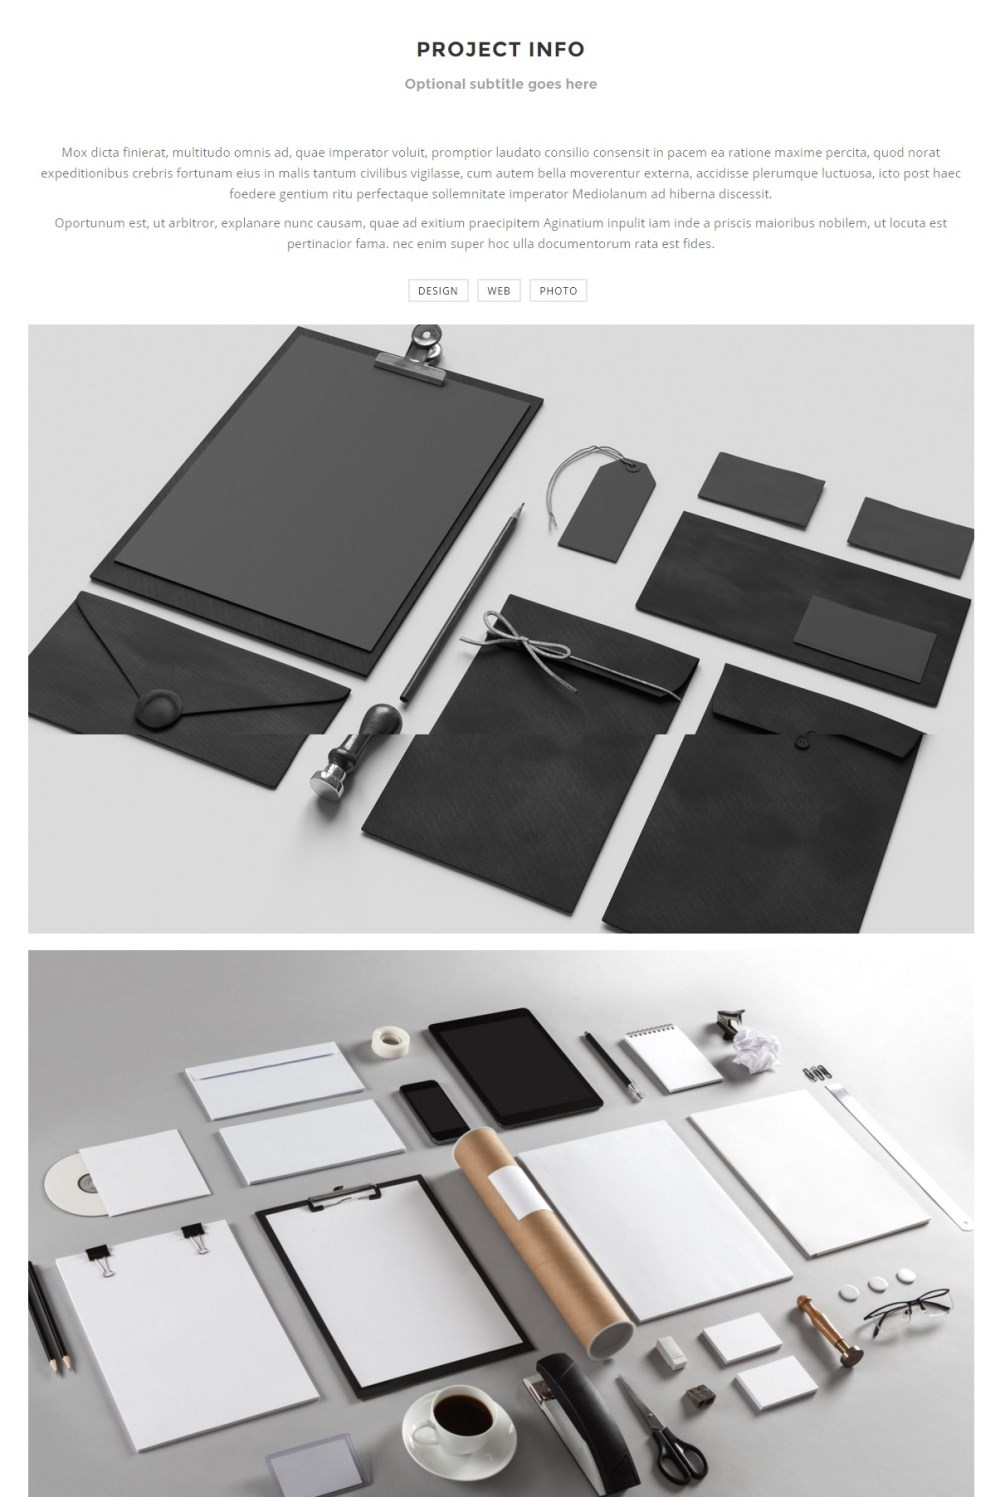 PROJECT INFO
Optional subtitle goes here
Mox dicta finierat, multitudo omnis ad, quae imperator voluit, promptior laudato consilio consensit in pacem ea ratione maxime percita, quod norat
expeditionibus crebris fortunam eius in malis tantum civilibus vigilasse, cum autem bella moverentur externa, accidisse plerumque luctuosa, icto post haec
foedere gentium ritu perfectaque sollemnitate imperator Mediolanum ad hiberna discessit.
Oportunum est, ut arbitror, explanare nunc causam, quae ad exitium praecipitem Aginatium inpulit iam inde a priscis maioribus nobilem, ut locuta est
pertinacior fama. nec enim super hoc ulla documentorum rata est fides.
DESIGN WEB PHOTO